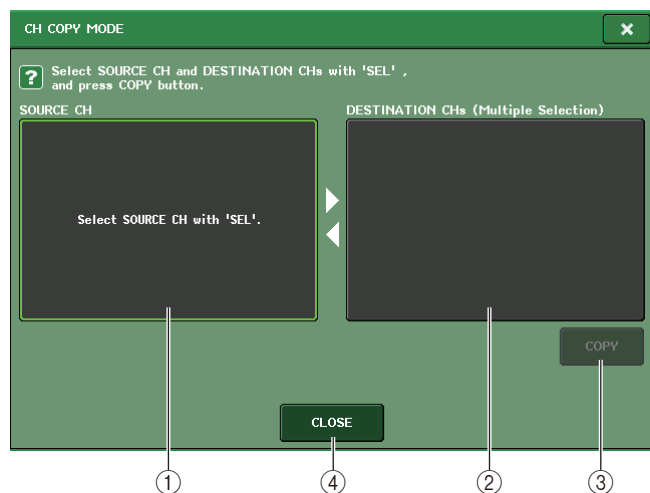 CH COPY MODE
? Select SOURCE CH and DESTINATION CHs with 'SEL' ,
and press COPY button.
SOURCE CH
DESTINATION CHs (Multiple Selection)
Select SOURCE CH with 'SEL'.
COPY
CLOSE
① ④ ② ③